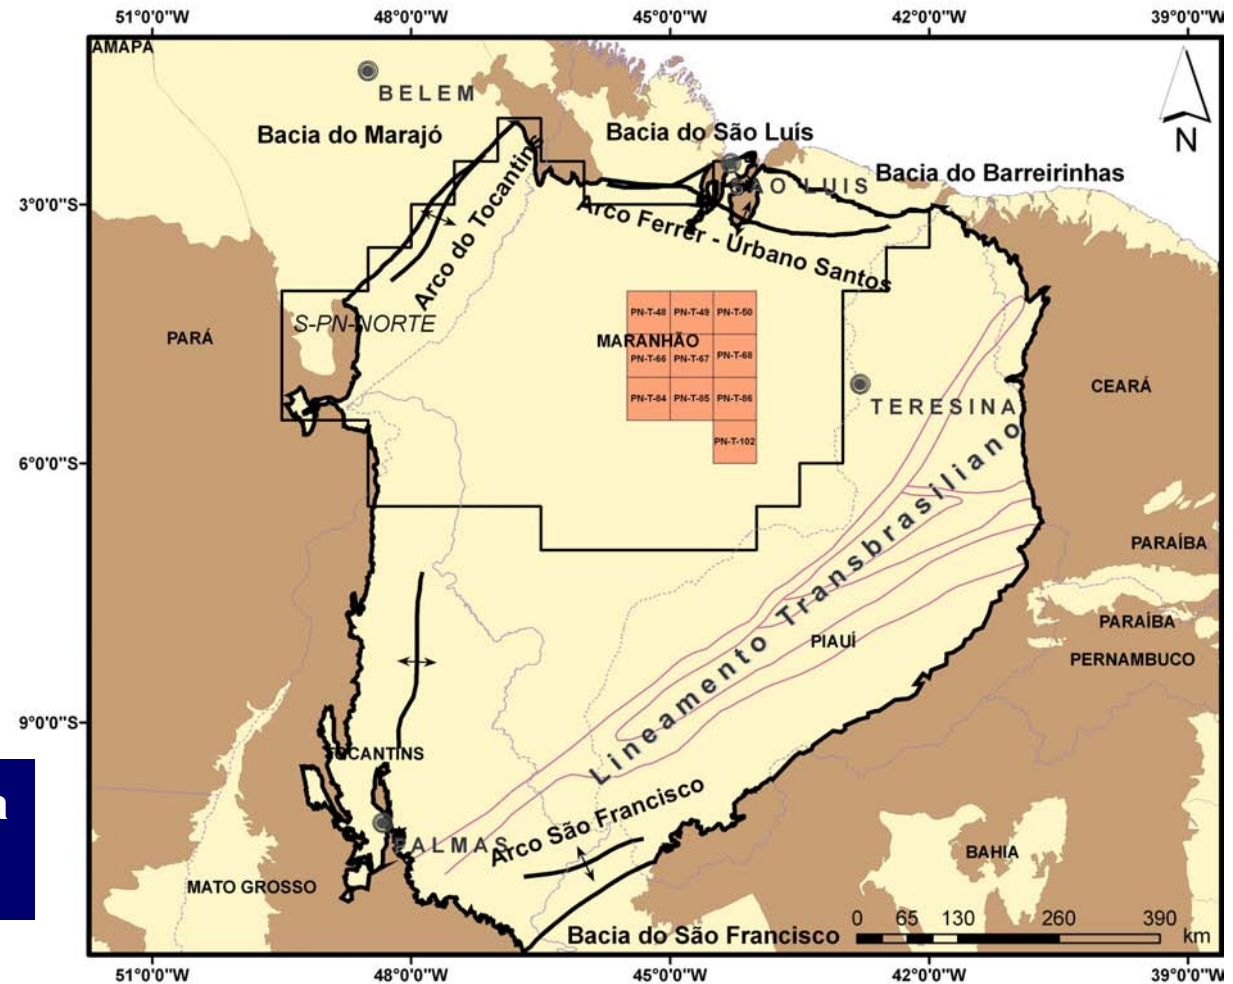 51°0'0"W 48°0'0"W 45°0'0"W 42°0'0"W 39°0'0"W
AMAPÁ
BELEM
Bacia do Marajó
Bacia do São Luís
N
SAO LUIS
Bacia do Barreirinhas
3°0'0"S
Arco do Tocantins
Arco Ferrer - Urbano Santos
S-PN-NORTE
PARÁ
PN-T-48 PN-T-49 PN-T-50
MARANHÃO
PN-T-66 PN-T-67 PN-T-68
PN-T-84 PN-T-85 PN-T-86
PN-T-102
CEARÁ
TERESINA
6°0'0"S
Lineamento Transbrasiliano
PARAÍBA
PARAÍBA
PIAUÍ
PERNAMBUCO
9°0'0"S
TOCANTINS
a
Arco São Francisco
PALMAS
BAHIA
MATO GROSSO
0 65 130 260 390
km
Bacia do São Francisco
51°0'0"W 48°0'0"W 45°0'0"W 42°0'0"W 39°0'0"W